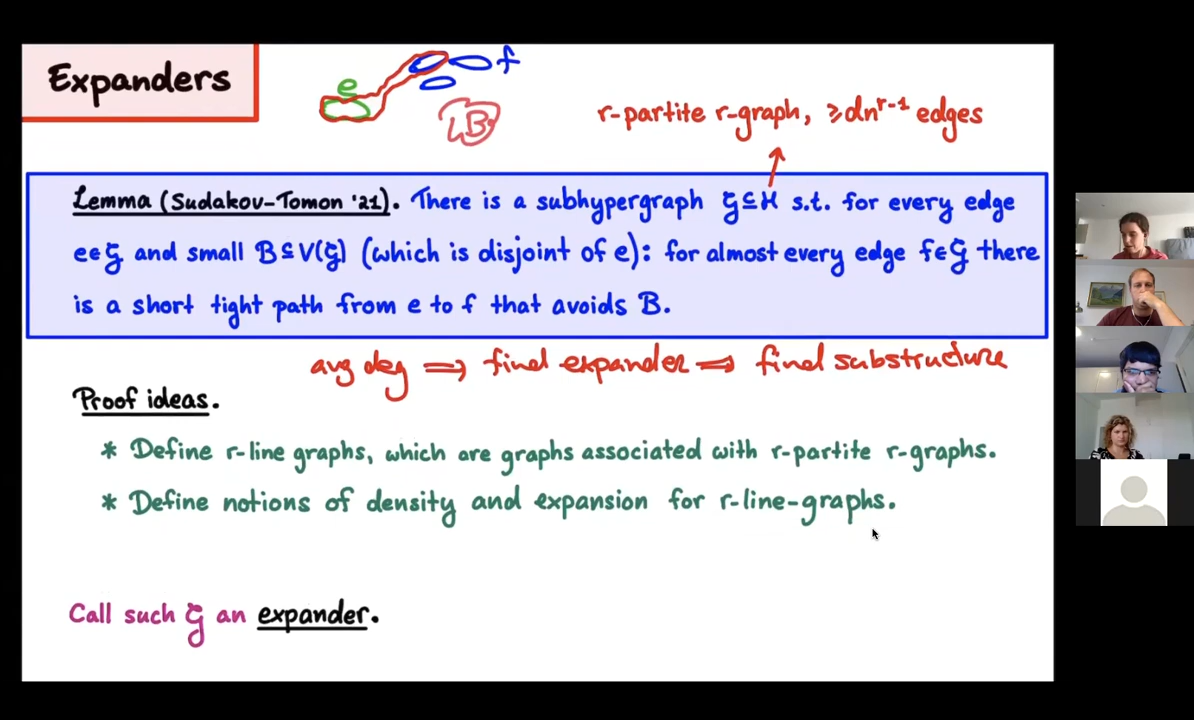 Expanders
e
f
B
r-partite r-graph, ≥dn^{r-1} edges
Lemma (Sudakov-Tomon '21). There is a subhypergraph G⊆H s.t. for every edge
e∈G and small B⊆V(G) (which is disjoint of e): for almost every edge f∈G there
is a short tight path from e to f that avoids B.
avg deg ⟹ find expander ⟹ find substructure
Proof ideas.
* Define r-line graphs, which are graphs associated with r-partite r-graphs.
* Define notions of density and expansion for r-line-graphs.
Call such G an expander.